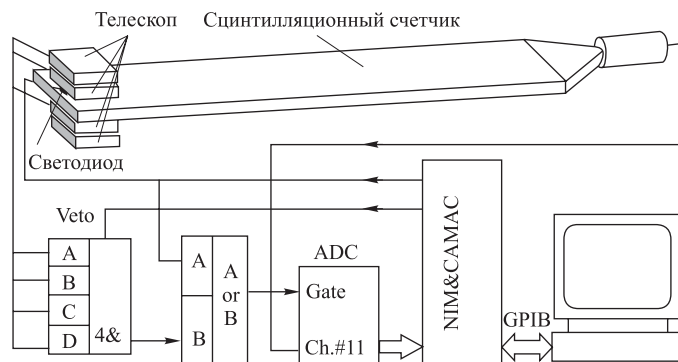 Телескоп
Сцинтилляционный счетчик
Светодиод
Veto
A
B
C
D
4&
A
B
A
or
B
ADC
Gate
Ch.#11
NIM&CAMAC
GPIB